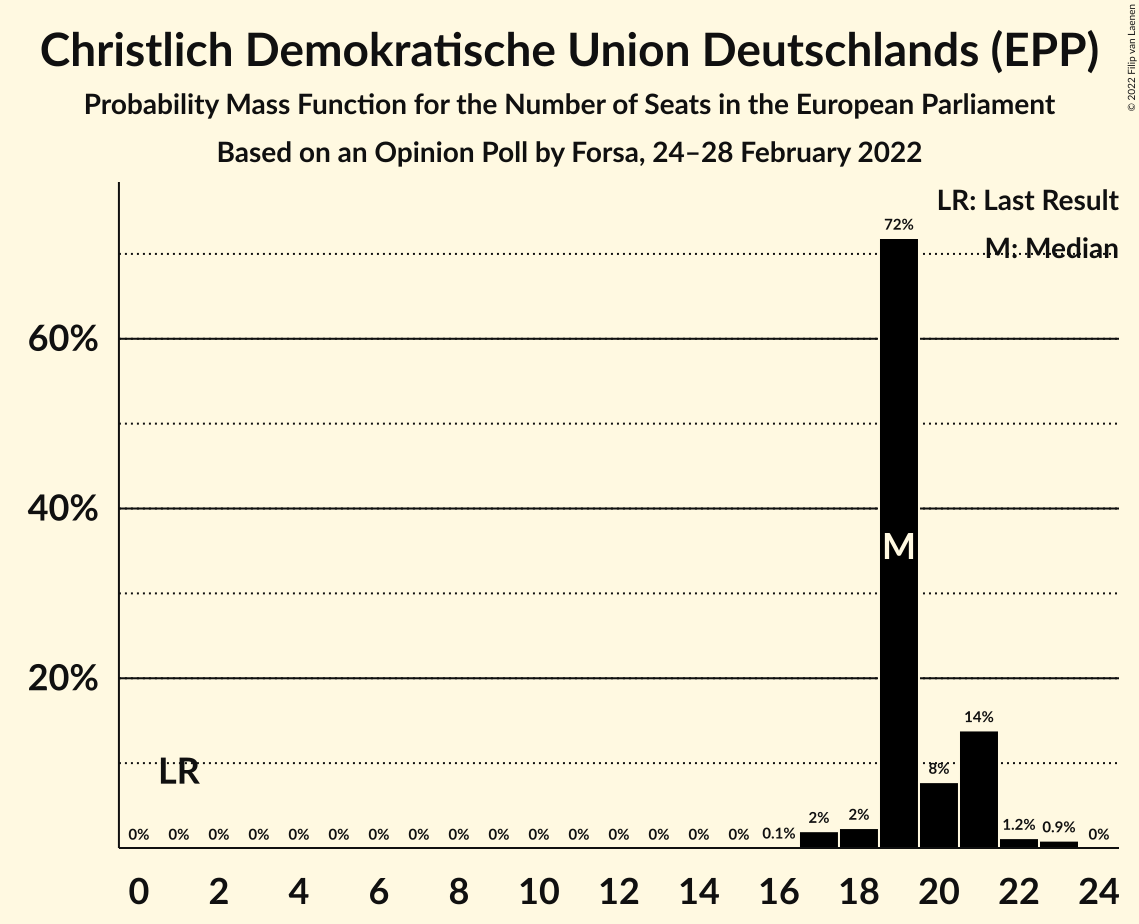 Christlich Demokratische Union Deutschlands (EPP)
Probability Mass Function for the Number of Seats in the European Parliament
Based on an Opinion Poll by Forsa, 24–28 February 2022
© 2022 Filip van Laenen
LR: Last Result
M: Median
72%
60%
40%
M
20%
14%
LR
8%
0% 0% 0% 0% 0% 0% 0% 0% 0% 0% 0% 0% 0% 0% 0% 0% 0.1% 2% 2% 1.2% 0.9% 0%
0 2 4 6 8 10 12 14 16 18 20 22 24